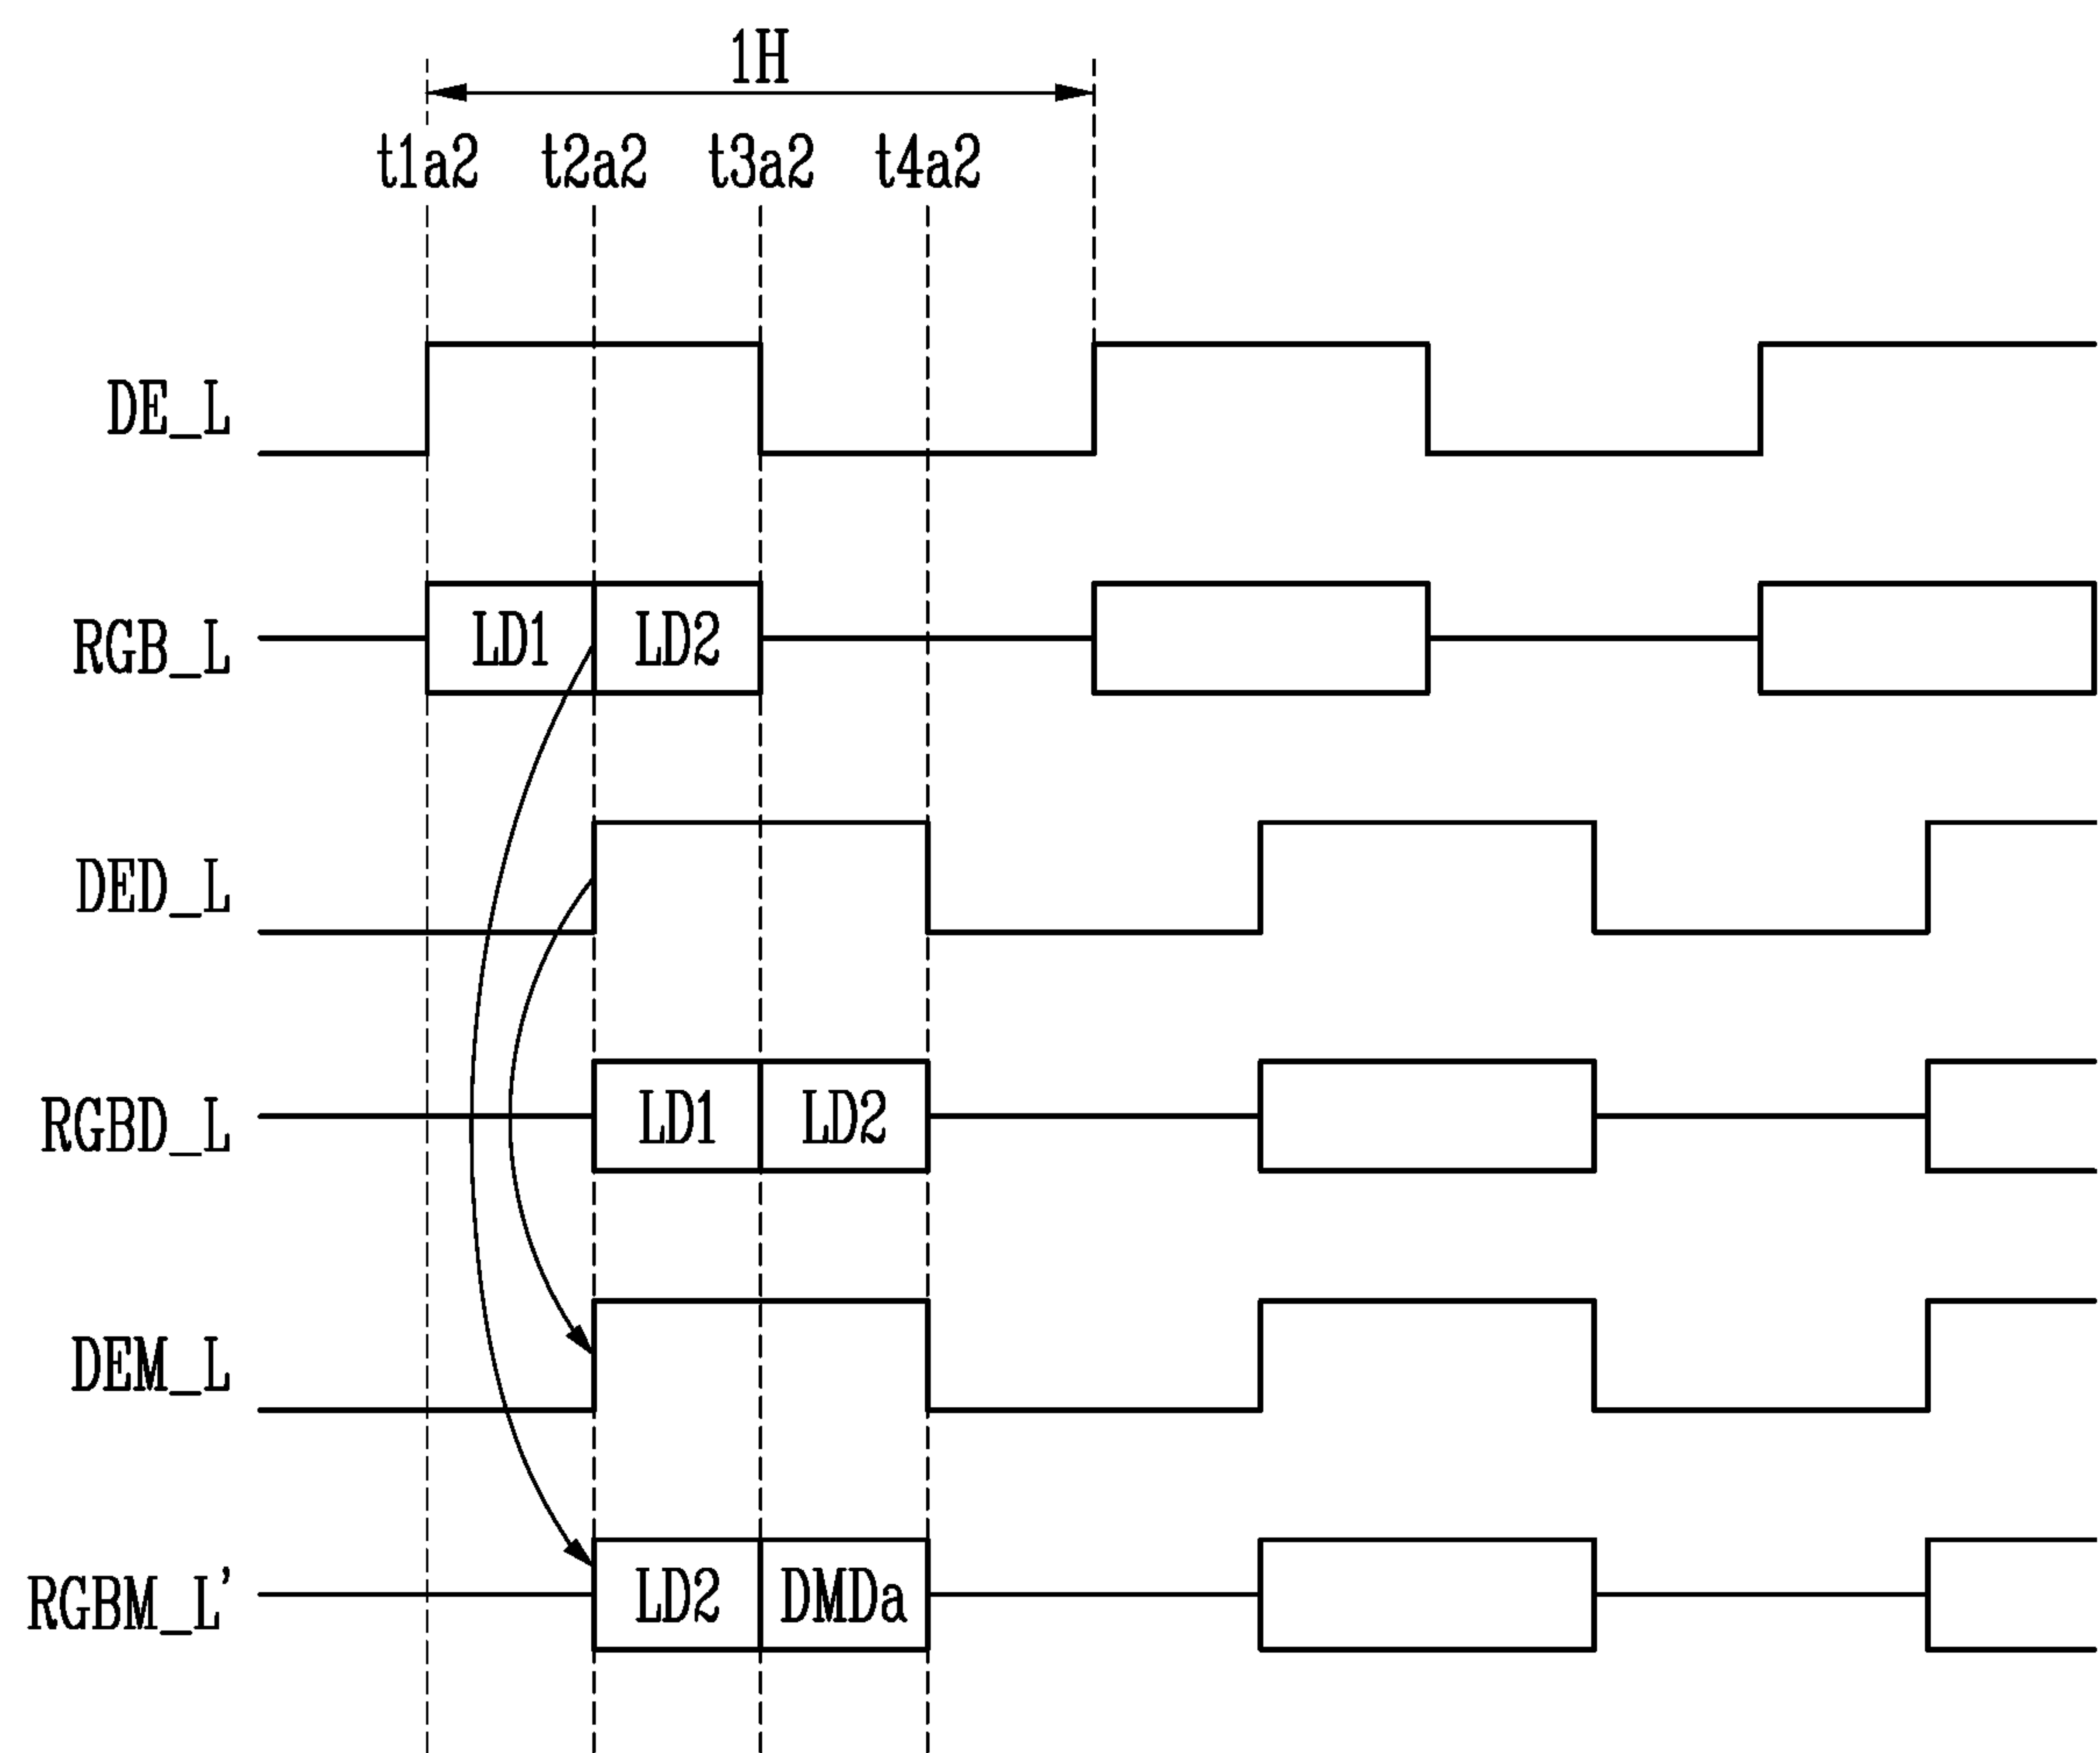 1H
t1a2 t2a2 t3a2 t4a2
DE_L
RGB_L LD1 LD2
DED_L
RGBD_L LD1 LD2
DEM_L
RGBM_L' LD2 DMDa